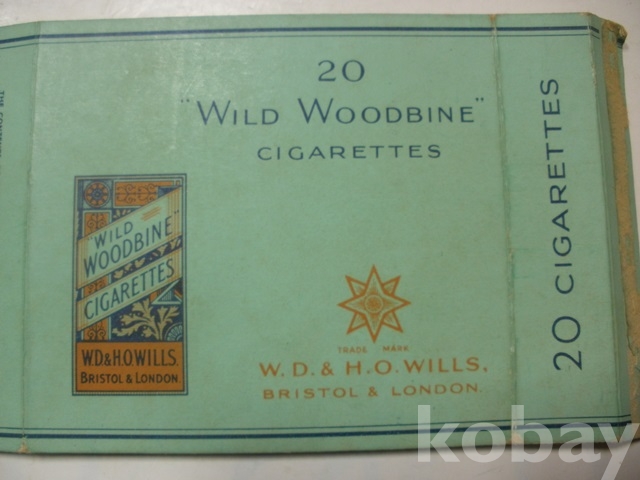 20
"WILD WOODBINE"
CIGARETTES
"WILD
WOODBINE"
CIGARETTES
W.D.&H.O.WILLS.
BRISTOL & LONDON.
TRADE MARK
W. D. & H. O. WILLS,
BRISTOL & LONDON.
20 CIGARETTES
kobay